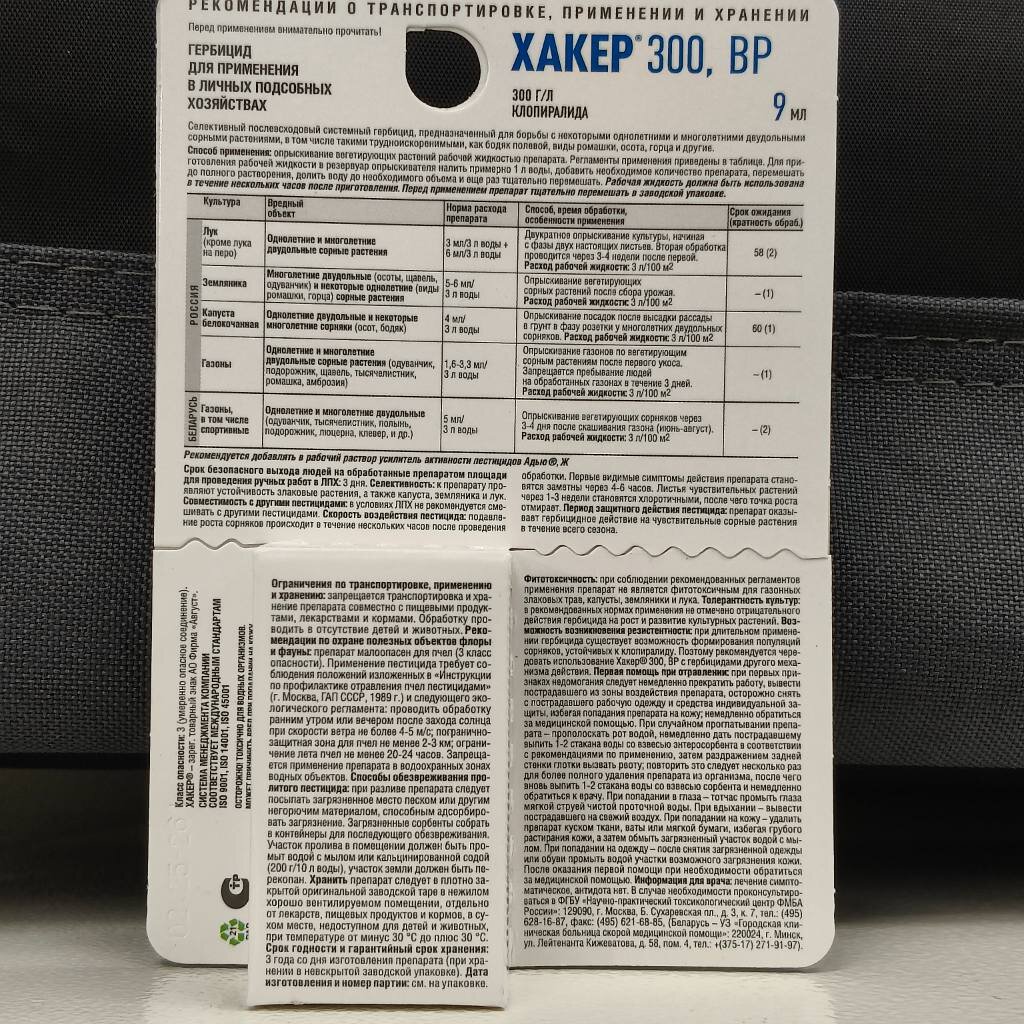 РЕКОМЕНДАЦИИ О ТРАНСПОРТИРОВКЕ, ПРИМЕНЕНИИ И ХРАНЕНИИ
Перед применением внимательно прочитать!
ГЕРБИЦИД
ДЛЯ ПРИМЕНЕНИЯ
В ЛИЧНЫХ ПОДСОБНЫХ
ХОЗЯЙСТВАХ
ХАКЕР® 300, ВР
300 Г/Л
КЛОПИРАЛИДА
9 мл
Селективный послевсходовый системный гербицид, предназначенный для борьбы с некоторыми однолетними и многолетними двудольными
сорными растениями, в том числе такими трудноискоренимыми, как бодяк полевой, виды ромашки, осота, горца и другие.
Способ применения: опрыскивание вегетирующих растений рабочей жидкостью препарата. Регламенты применения приведены в таблице. Для при-
готовления рабочей жидкости в резервуар опрыскивателя налить примерно 1 л воды, добавить необходимое количество препарата, перемешать
до полного растворения, долить воду до необходимого объема и еще раз тщательно перемешать. Рабочая жидкость должна быть использована
в течение нескольких часов после приготовления. Перед применением препарат тщательно перемешать в заводской упаковке.
Культура
Вредный
объект
Норма расхода
препарата
Способ, время обработки,
особенности применения
Срок ожидания
(кратность обраб.)
РОССИЯ
Лук
(кроме лука
на перо)
Однолетние и многолетние
двудольные сорные растения
3 мл/3 л воды +
6 мл/3 л воды
Двукратное опрыскивание культуры, начиная
с фазы двух настоящих листьев. Вторая обработка
проводится через 3-4 недели после первой.
Расход рабочей жидкости: 3 л/100 м2
58 (2)
Земляника
Многолетние двудольные (осоты, щавель,
одуванчик) и некоторые однолетние (виды
ромашки, горца) сорные растения
5-6 мл/
3 л воды
Опрыскивание вегетирующих
сорных растений после сбора урожая.
Расход рабочей жидкости: 3 л/100 м2
– (1)
Капуста
белокочанная
Однолетние двудольные и некоторые
многолетние сорняки (осот, бодяк)
4 мл/
3 л воды
Опрыскивание посадок после высадки рассады
в грунт в фазу розетки у многолетних двудольных
сорняков. Расход рабочей жидкости: 3 л/100 м2
60 (1)
Газоны
Однолетние и многолетние
двудольные сорные растения (одуванчик,
подорожник, щавель, тысячелистник,
ромашка, амброзия)
1,6-3,3 мл/
3 л воды
Опрыскивание газонов по вегетирующим
сорным растениям после первого укоса.
Запрещается пребывание людей
на обработанных газонах в течение 3 дней.
Расход рабочей жидкости: 3 л/100 м2
– (1)
БЕЛАРУСЬ
Газоны,
в том числе
спортивные
Однолетние и многолетние двудольные
(одуванчик, тысячелистник, полынь,
подорожник, люцерна, клевер, и др.)
5 мл/
3 л воды
Опрыскивание вегетирующих сорняков через
3-4 дня после скашивания газона (июнь-август).
Расход рабочей жидкости: 3 л/100 м2
– (2)
Рекомендуется добавлять в рабочий раствор усилитель активности пестицидов Адью®, Ж
Срок безопасного выхода людей на обработанные препаратом площади
для проведения ручных работ в ЛПХ: 3 дня. Селективность: к препарату про-
являют устойчивость злаковые растения, а также капуста, земляника и лук.
Совместимость с другими пестицидами: в условиях ЛПХ не рекомендуется сме-
шивать с другими пестицидами. Скорость воздействия пестицида: подавле-
ние роста сорняков происходит в течение нескольких часов после проведения
обработки. Первые видимые симптомы действия препарата стано-
вятся заметны через 4-6 часов. Листья чувствительных растений
через 1-3 недели становятся хлоротичными, после чего точка роста
отмирает. Период защитного действия пестицида: препарат оказы-
вает гербицидное действие на чувствительные сорные растения
в течение всего сезона.
Класс опасности: 3 (умеренно опасное соединение).
ХАКЕР® – зарег. товарный знак АО Фирма «Август».
СИСТЕМА МЕНЕДЖМЕНТА КОМПАНИИ
СООТВЕТСТВУЕТ МЕЖДУНАРОДНЫМ СТАНДАРТАМ
ISO 9001, ISO 14001, ISO 45001
ОСТОРОЖНО! ТОКСИЧНО ДЛЯ ВОДНЫХ ОРГАНИЗМОВ.
ТР
21
Ограничения по транспортировке, применению
и хранению: запрещается транспортировка и хра-
нение препарата совместно с пищевыми продук-
тами, лекарствами и кормами. Обработку про-
водить в отсутствие детей и животных. Реко-
мендации по охране полезных объектов флоры
и фауны: препарат малоопасен для пчел (3 класс
опасности). Применение пестицида требует со-
блюдения положений изложенных в «Инструкции
по профилактике отравления пчел пестицидами»
(г. Москва, ГАП СССР, 1989 г.) и следующего эко-
логического регламента: проводить обработку
ранним утром или вечером после захода солнца
при скорости ветра не более 4-5 м/с; погранично-
защитная зона для пчел не менее 2-3 км; ограни-
чение лета пчел не менее 20-24 часов. Запреща-
ется применение препарата в водоохранных зонах
водных объектов. Способы обезвреживания про-
литого пестицида: при разливе препарата следует
посыпать загрязненное место песком или другим
негорючим материалом, способным адсорбиро-
вать загрязнение. Загрязненные сорбенты собрать
в контейнеры для последующего обезвреживания.
Участок пролива в помещении должен быть про-
мыт водой с мылом или кальцинированной содой
(200 г/10 л воды), участок земли должен быть пе-
рекопан. Хранить препарат следует в плотно за-
крытой оригинальной заводской таре в нежилом
хорошо вентилируемом помещении, отдельно
от лекарств, пищевых продуктов и кормов, в су-
хом месте, недоступном для детей и животных,
при температуре от минус 30 °С до плюс 30 °С.
Срок годности и гарантийный срок хранения:
3 года со дня изготовления препарата (при хра-
нении в невскрытой заводской упаковке). Дата
изготовления и номер партии: см. на упаковке.
Фитотоксичность: при соблюдении рекомендованных регламентов
применения препарат не является фитотоксичным для газонных
злаковых трав, капусты, земляники и лука. Толерантность культур:
в рекомендованных нормах применения не отмечено отрицательного
действия гербицида на рост и развитие культурных растений. Воз-
можность возникновения резистентности: при длительном примене-
нии гербицида существует возможность формирования популяций
сорняков, устойчивых к клопиралиду. Поэтому рекомендуется чере-
довать использование Хакер® 300, ВР с гербицидами другого меха-
низма действия. Первая помощь при отравлении: при первых при-
знаках недомогания следует немедленно прекратить работу, вывести
пострадавшего из зоны воздействия препарата, осторожно снять
с пострадавшего рабочую одежду и средства индивидуальной за-
щиты, избегая попадания препарата на кожу; немедленно обратиться
за медицинской помощью. При случайном проглатывании препа-
рата – прополоскать рот водой, немедленно дать пострадавшему
выпить 1-2 стакана воды со взвесью энтеросорбента в соответствии
с рекомендациями по применению, затем раздражением задней
стенки глотки вызвать рвоту; повторить это следует несколько раз
для более полного удаления препарата из организма, после чего
вновь выпить 1-2 стакана воды со взвесью сорбента и немедленно
обратиться к врачу. При попадании в глаза – тотчас промыть глаза
мягкой струей чистой проточной воды. При вдыхании – вывести
пострадавшего на свежий воздух. При попадании на кожу – удалить
препарат куском ткани, ваты или мягкой бумаги, избегая грубого
растирания кожи, а затем обмыть загрязненный участок водой с мы-
лом. При попадании на одежду – после снятия загрязненной одежды
или обуви промыть водой участки возможного загрязнения кожи.
После оказания первой помощи при необходимости обратиться
за медицинской помощью. Информация для врача: лечение симпто-
матическое, антидота нет. В случае необходимости проконсультиро-
ваться в ФГБУ «Научно-практический токсикологический центр ФМБА
России»: 129090, г. Москва, Б. Сухаревская пл., д. 3, к. 7, тел.: (495)
628-16-87, факс: (495) 621-68-85, (Беларусь – УЗ «Городская кли-
ническая больница скорой медицинской помощи»: 220024, г. Минск,
ул. Лейтенанта Кижеватова, д. 58, пом. 4, тел.: +(375-17) 271-91-97).